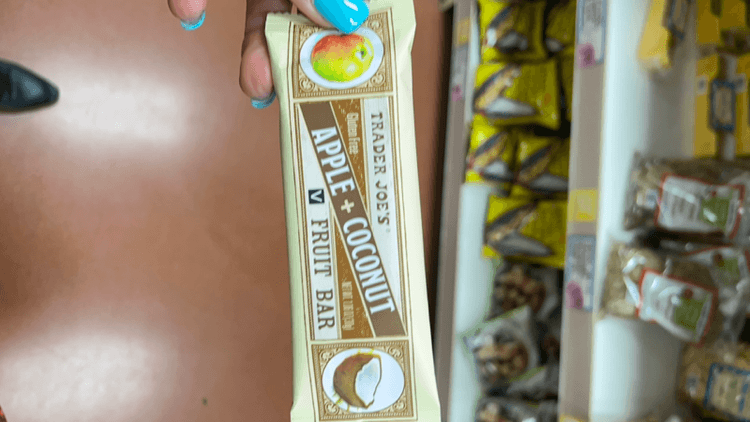 TRADER JOE'S
Gluten Free
APPLE + COCONUT
V FRUIT BAR